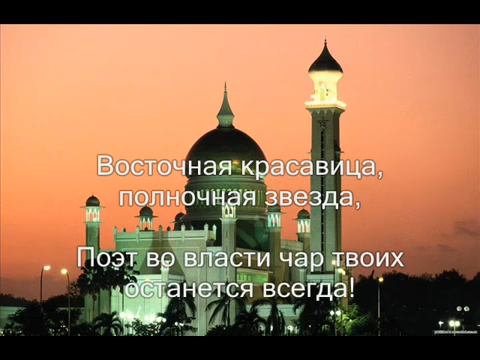 Восточная красавица,
полночная звезда,
Поэт во власти чар твоих
останется всегда!